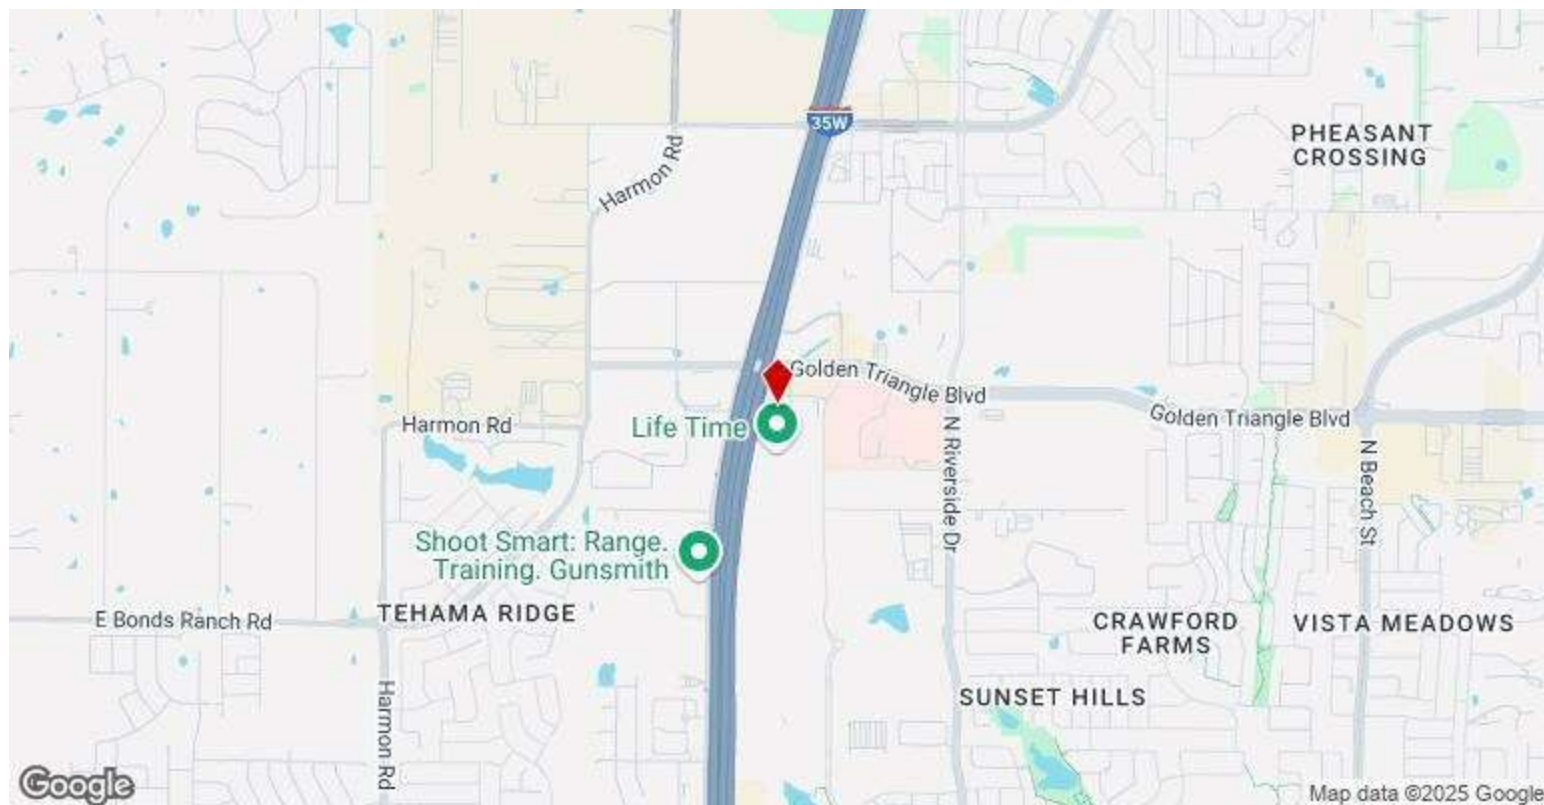 35W
PHEASANT
CROSSING
Harmon Rd
Golden Triangle Blvd
Golden Triangle Blvd
Harmon Rd
Life Time
N Riverside Dr
N Beach St
Shoot Smart: Range.
Training. Gunsmith
E Bonds Ranch Rd
TEHAMA RIDGE
CRAWFORD
FARMS
VISTA MEADOWS
Harmon Rd
SUNSET HILLS
Google
Map data ©2025 Google